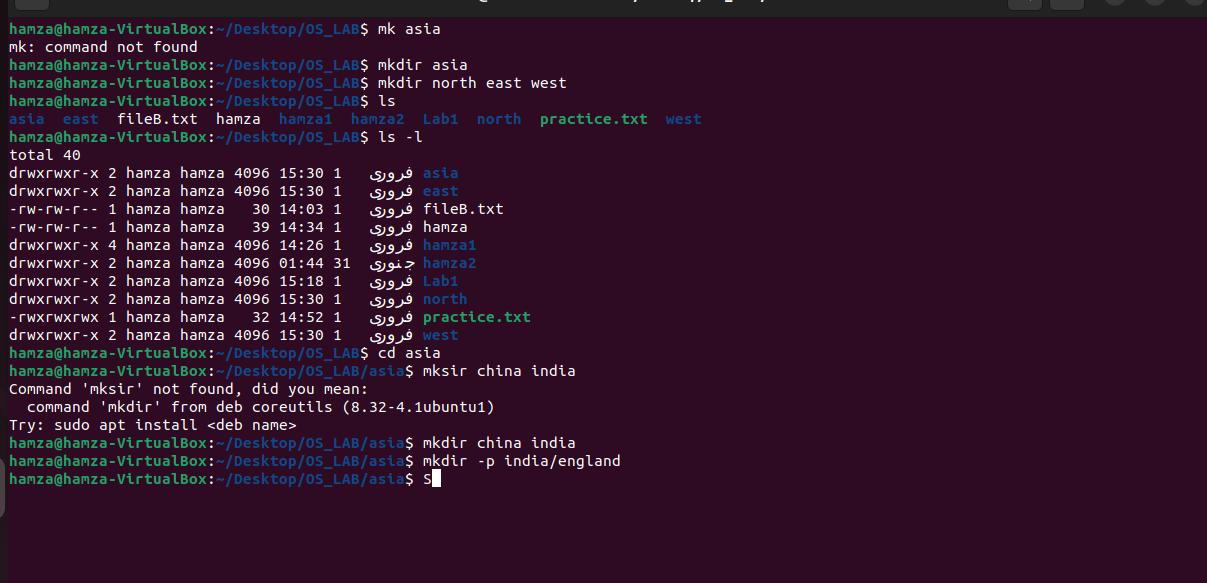 hamza@hamza-VirtualBox:~/Desktop/OS_LAB$ mk asia
mk: command not found
hamza@hamza-VirtualBox:~/Desktop/OS_LAB$ mkdir asia
hamza@hamza-VirtualBox:~/Desktop/OS_LAB$ mkdir north east west
hamza@hamza-VirtualBox:~/Desktop/OS_LAB$ ls
asia  east  fileB.txt  hamza  hamza1  hamza2  Lab1  north  practice.txt  west
hamza@hamza-VirtualBox:~/Desktop/OS_LAB$ ls -l
total 40
drwxrwxr-x 2 hamza hamza 4096 15:30 1   فروری asia
drwxrwxr-x 2 hamza hamza 4096 15:30 1   فروری east
-rw-rw-r-- 1 hamza hamza   30 14:03 1   فروری fileB.txt
-rw-rw-r-- 1 hamza hamza   39 14:34 1   فروری hamza
drwxrwxr-x 4 hamza hamza 4096 14:26 1   فروری hamza1
drwxrwxr-x 2 hamza hamza 4096 01:44 31  جنوری hamza2
drwxrwxr-x 2 hamza hamza 4096 15:18 1   فروری Lab1
drwxrwxr-x 2 hamza hamza 4096 15:30 1   فروری north
-rwxrwxrwx 1 hamza hamza   32 14:52 1   فروری practice.txt
drwxrwxr-x 2 hamza hamza 4096 15:30 1   فروری west
hamza@hamza-VirtualBox:~/Desktop/OS_LAB$ cd asia
hamza@hamza-VirtualBox:~/Desktop/OS_LAB/asia$ mksir china india
Command 'mksir' not found, did you mean:
  command 'mkdir' from deb coreutils (8.32-4.1ubuntu1)
Try: sudo apt install <deb name>
hamza@hamza-VirtualBox:~/Desktop/OS_LAB/asia$ mkdir china india
hamza@hamza-VirtualBox:~/Desktop/OS_LAB/asia$ mkdir -p india/england
hamza@hamza-VirtualBox:~/Desktop/OS_LAB/asia$ S